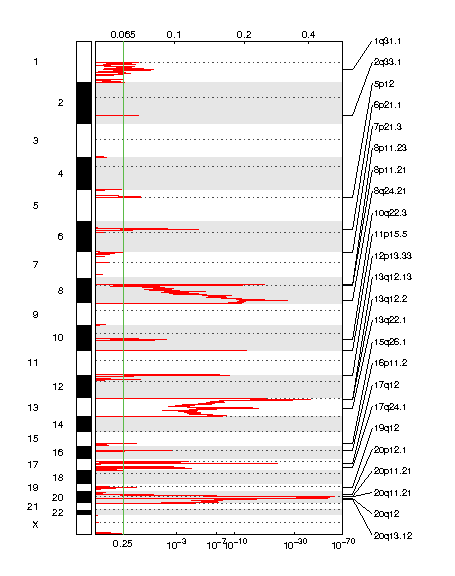 0.065 0.1 0.2 0.4
1
2
3
4
5
6
7
8
9
10
11
12
13
14
15
16
17
18
19
20
21
22
X
1q31.1
2q33.1
5p12
6p21.1
7p21.3
8p11.23
8p11.21
8q24.21
10q22.3
11p15.5
12p13.33
13q12.13
13q12.2
13q22.1
15q26.1
16p11.2
17q12
17q24.1
19q12
20p12.1
20p11.21
20q11.21
20q12
20q13.12
0.25 10⁻³ 10⁻⁷ 10⁻¹⁰ 10⁻³⁰ 10⁻⁷⁰